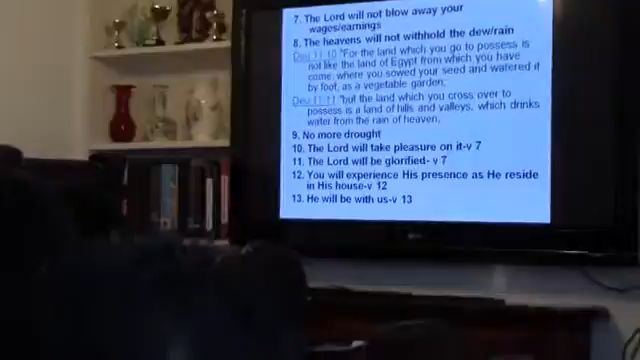 7. The Lord will not blow away your
wages/earnings
8. The heavens will not withhold the dew/rain
Deu 11:10 "For the land which you go to possess is
not like the land of Egypt from which you have
come, where you sowed your seed and watered it
by foot, as a vegetable garden;
Deu 11:11 "but the land which you cross over to
possess is a land of hills and valleys, which drinks
water from the rain of heaven,
9. No more drought
10. The Lord will take pleasure on it-v 7
11. The Lord will be glorified- v 7
12. You will experience His presence as He reside
in His house-v 12
13. He will be with us-v 13